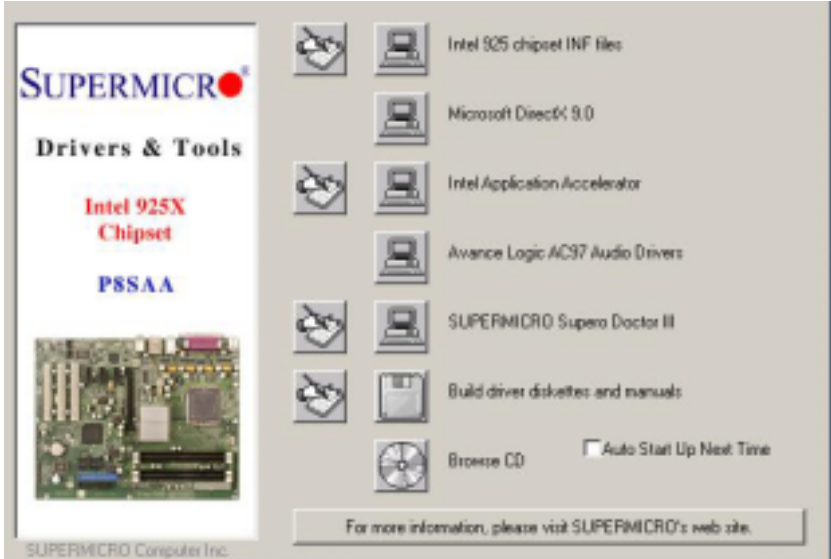 SUPERMICRO®
Drivers & Tools
Intel 925X
Chipset
P8SAA
SUPERMICRO Computer Inc.
Intel 925 chipset INF files
Microsoft DirectX 9.0
Intel Application Accelerator
Avance Logic AC97 Audio Drivers
SUPERMICRO Supero Doctor III
Build driver diskettes and manuals
Browse CD
Auto Start Up Next Time
For more information, please visit SUPERMICRO's web site.